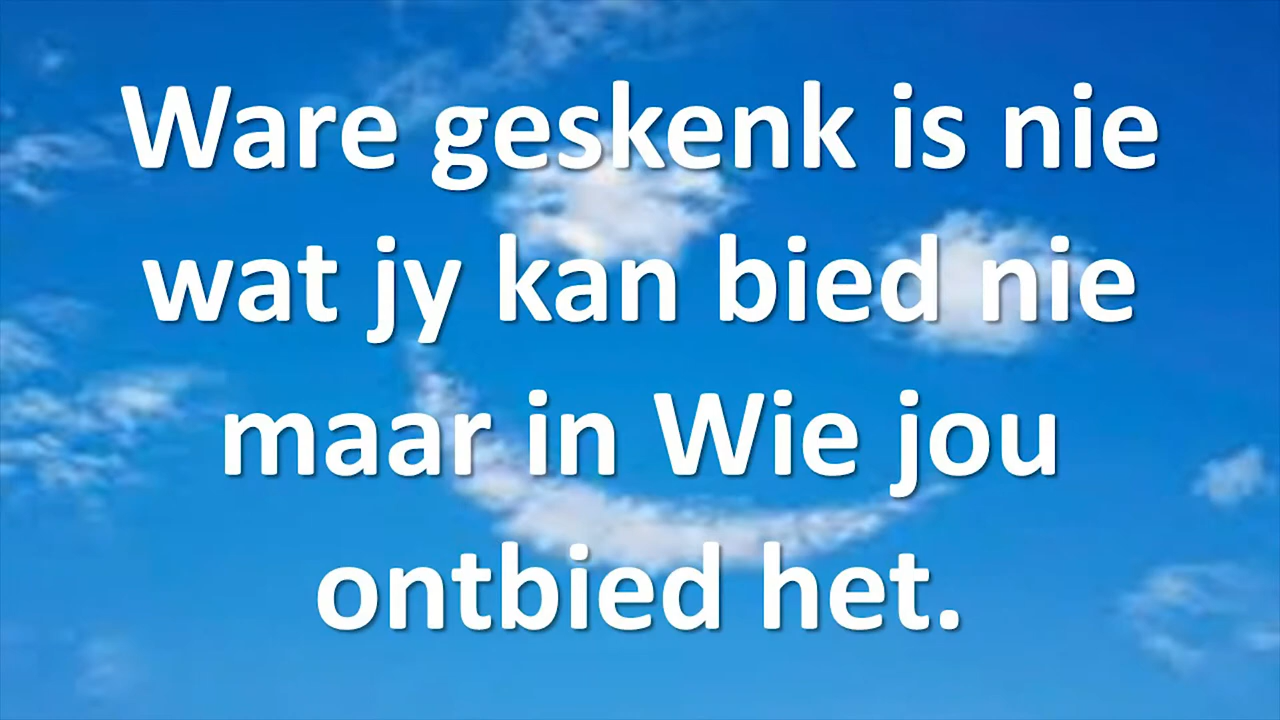 Ware geskenk is nie
wat jy kan bied nie
maar in Wie jou
ontbied het.